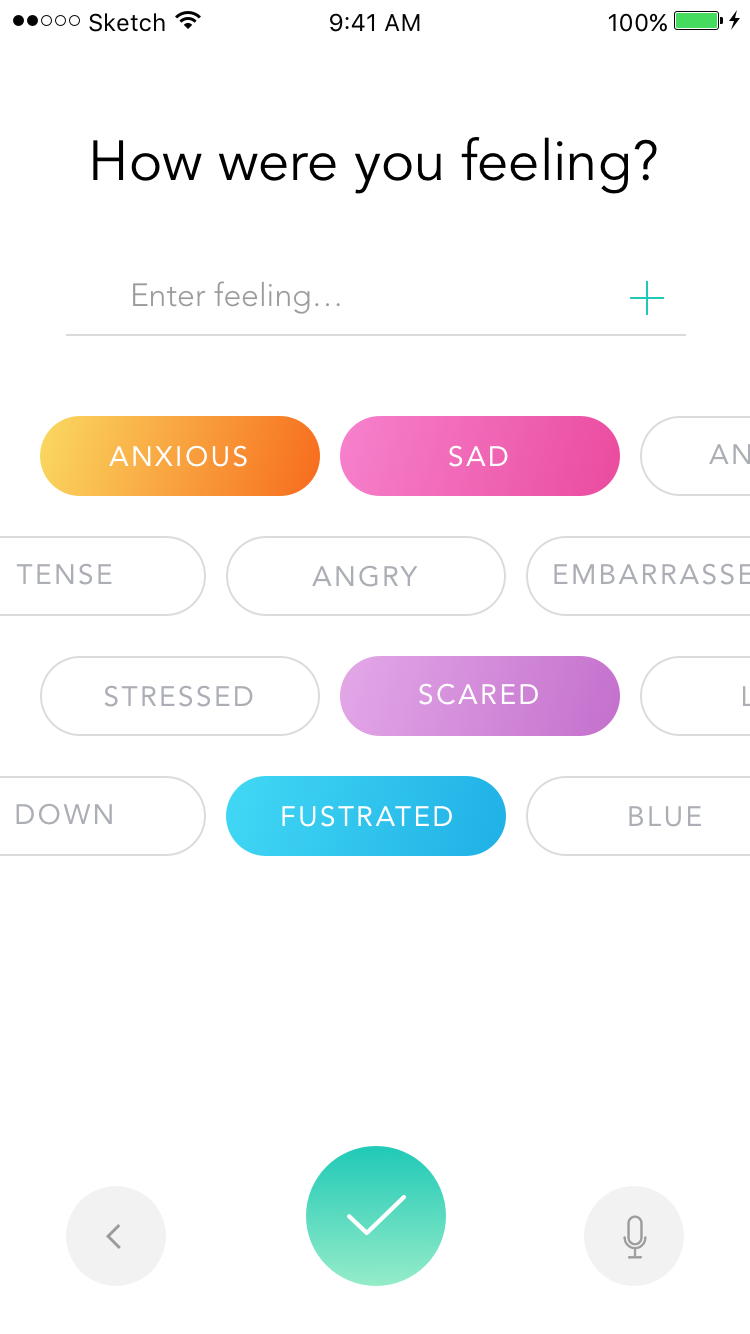 Sketch 9:41 AM 100%
How were you feeling?
Enter feeling...
ANXIOUS SAD AN
TENSE ANGRY EMBARRASSE
STRESSED SCARED L
DOWN FUSTRATED BLUE